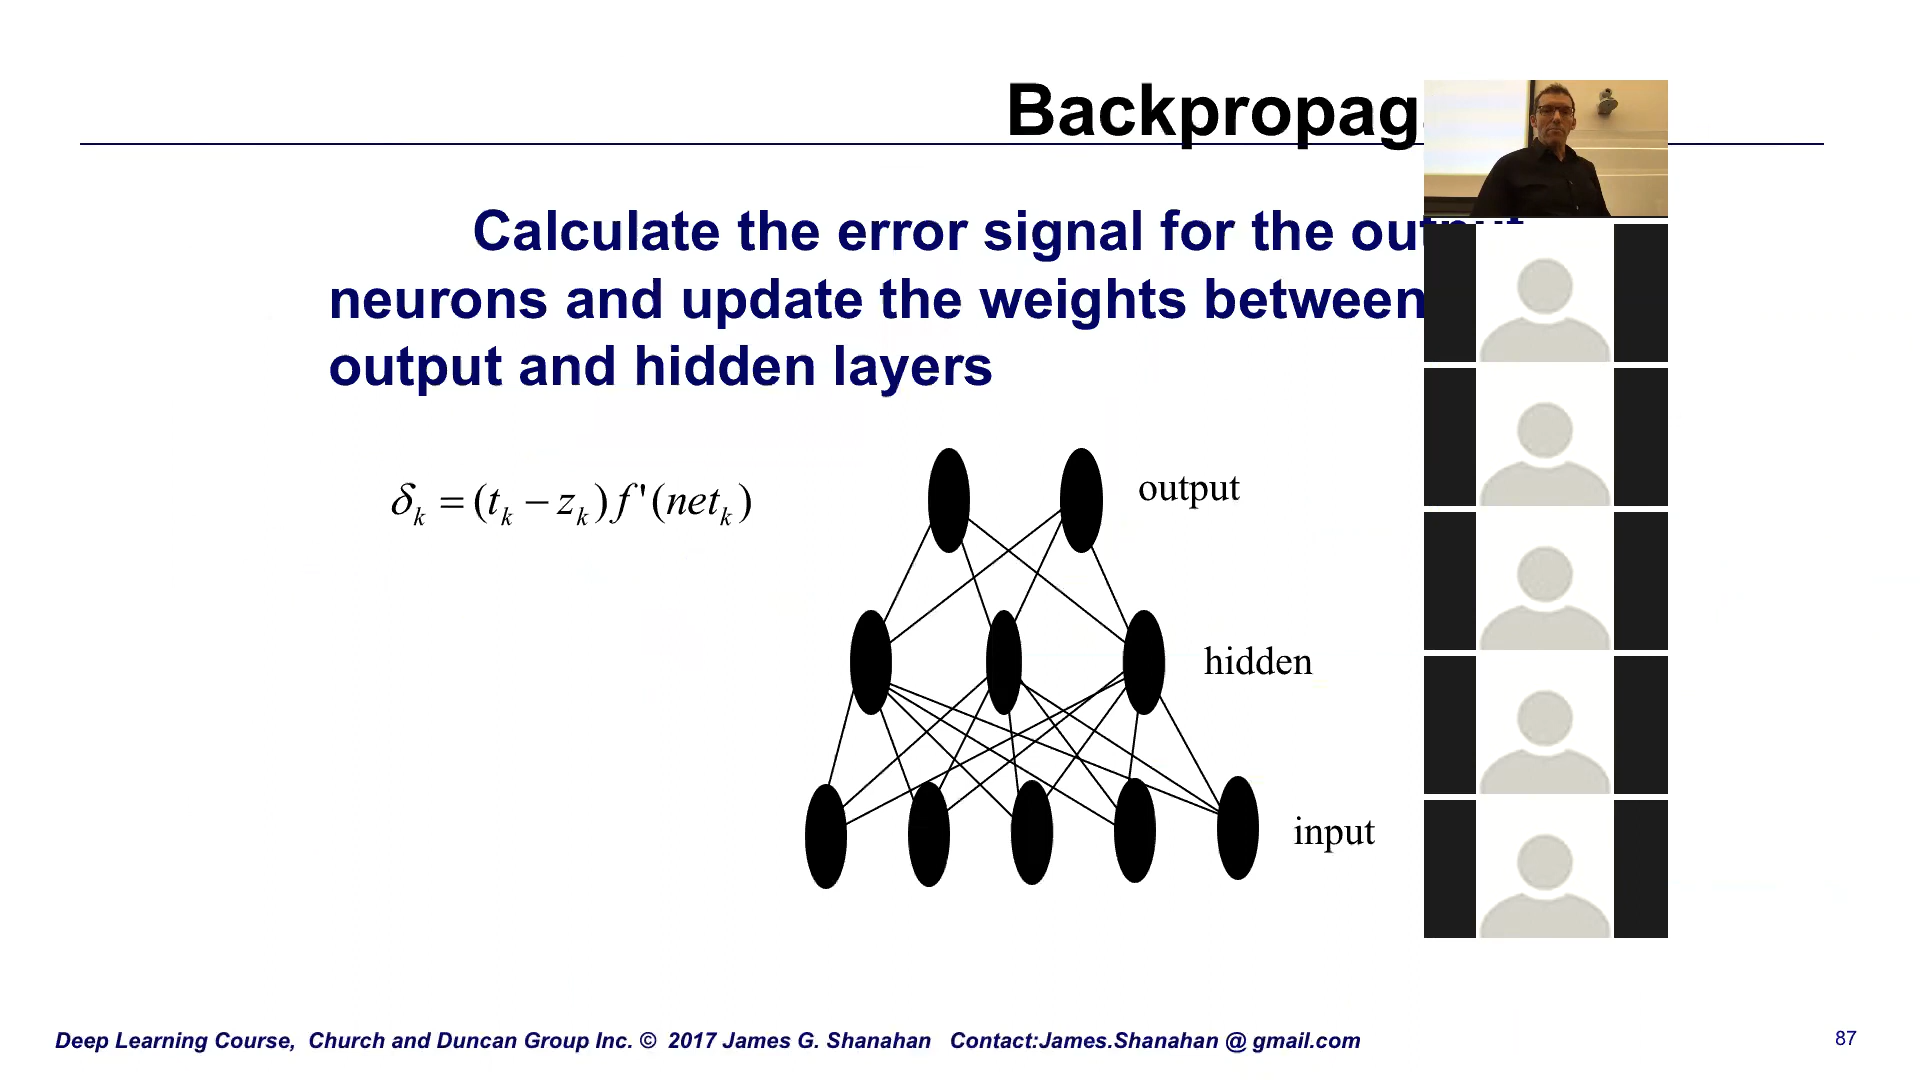 Backpropag
Calculate the error signal for the output
neurons and update the weights between
output and hidden layers
δk = (tk − zk) f '(netk)
output
hidden
input
Deep Learning Course, Church and Duncan Group Inc. © 2017 James G. Shanahan Contact:James.Shanahan @ gmail.com
87